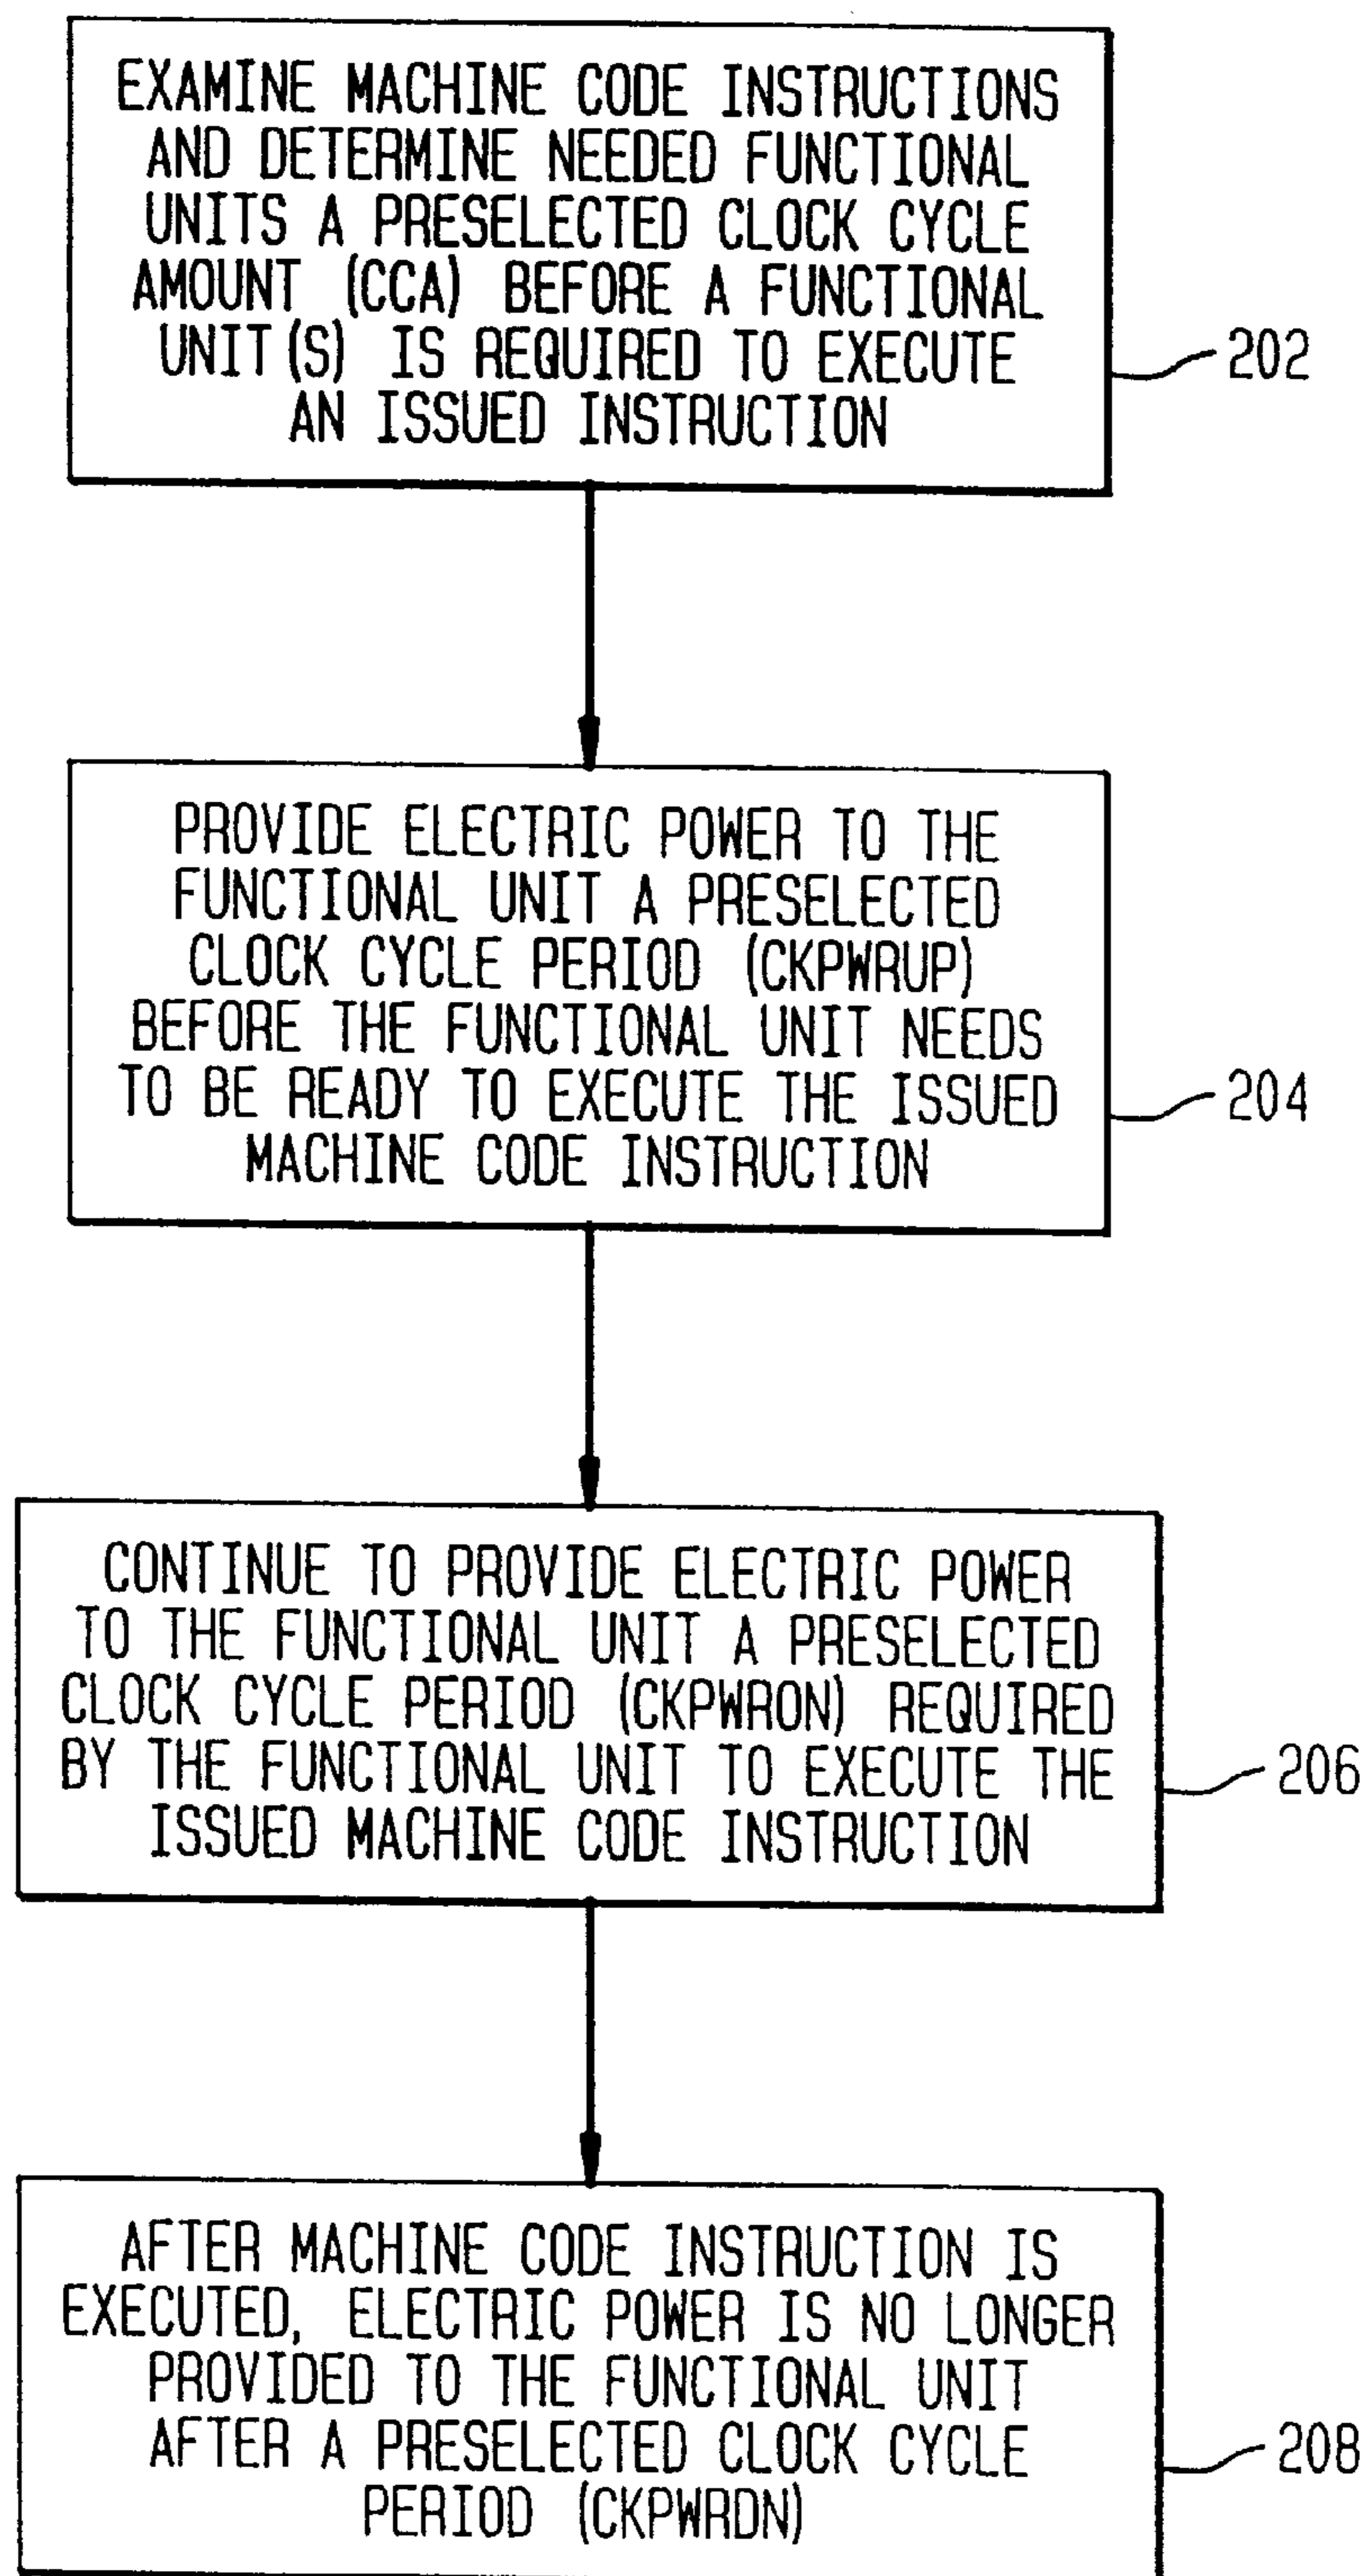 EXAMINE MACHINE CODE INSTRUCTIONS
AND DETERMINE NEEDED FUNCTIONAL
UNITS A PRESELECTED CLOCK CYCLE
AMOUNT (CCA) BEFORE A FUNCTIONAL
UNIT(S) IS REQUIRED TO EXECUTE
AN ISSUED INSTRUCTION
202
PROVIDE ELECTRIC POWER TO THE
FUNCTIONAL UNIT A PRESELECTED
CLOCK CYCLE PERIOD (CKPWRUP)
BEFORE THE FUNCTIONAL UNIT NEEDS
TO BE READY TO EXECUTE THE ISSUED
MACHINE CODE INSTRUCTION
204
CONTINUE TO PROVIDE ELECTRIC POWER
TO THE FUNCTIONAL UNIT A PRESELECTED
CLOCK CYCLE PERIOD (CKPWRON) REQUIRED
BY THE FUNCTIONAL UNIT TO EXECUTE THE
ISSUED MACHINE CODE INSTRUCTION
206
AFTER MACHINE CODE INSTRUCTION IS
EXECUTED, ELECTRIC POWER IS NO LONGER
PROVIDED TO THE FUNCTIONAL UNIT
AFTER A PRESELECTED CLOCK CYCLE
PERIOD (CKPWRDN)
208